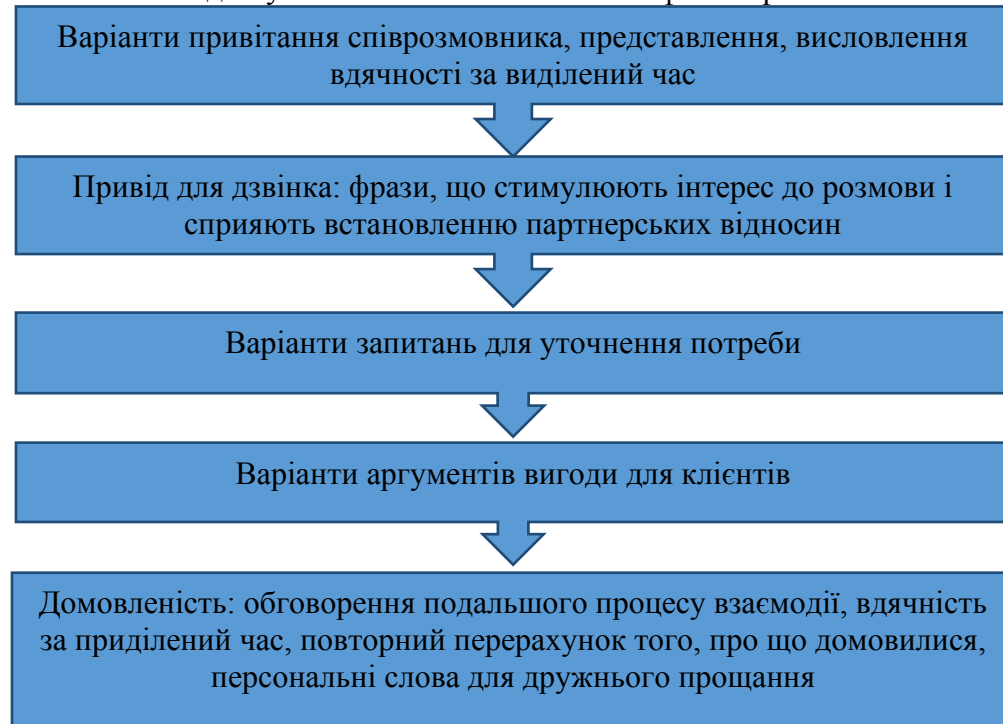 Варіанти привітання співрозмовника, представлення, висловлення
вдячності за виділений час
Привід для дзвінка: фрази, що стимулюють інтерес до розмови і
сприяють встановленню партнерських відносин
Варіанти запитань для уточнення потреби
Варіанти аргументів вигоди для клієнтів
Домовленість: обговорення подальшого процесу взаємодії, вдячність
за приділений час, повторний перерахунок того, про що домовилися,
персональні слова для дружнього прощання